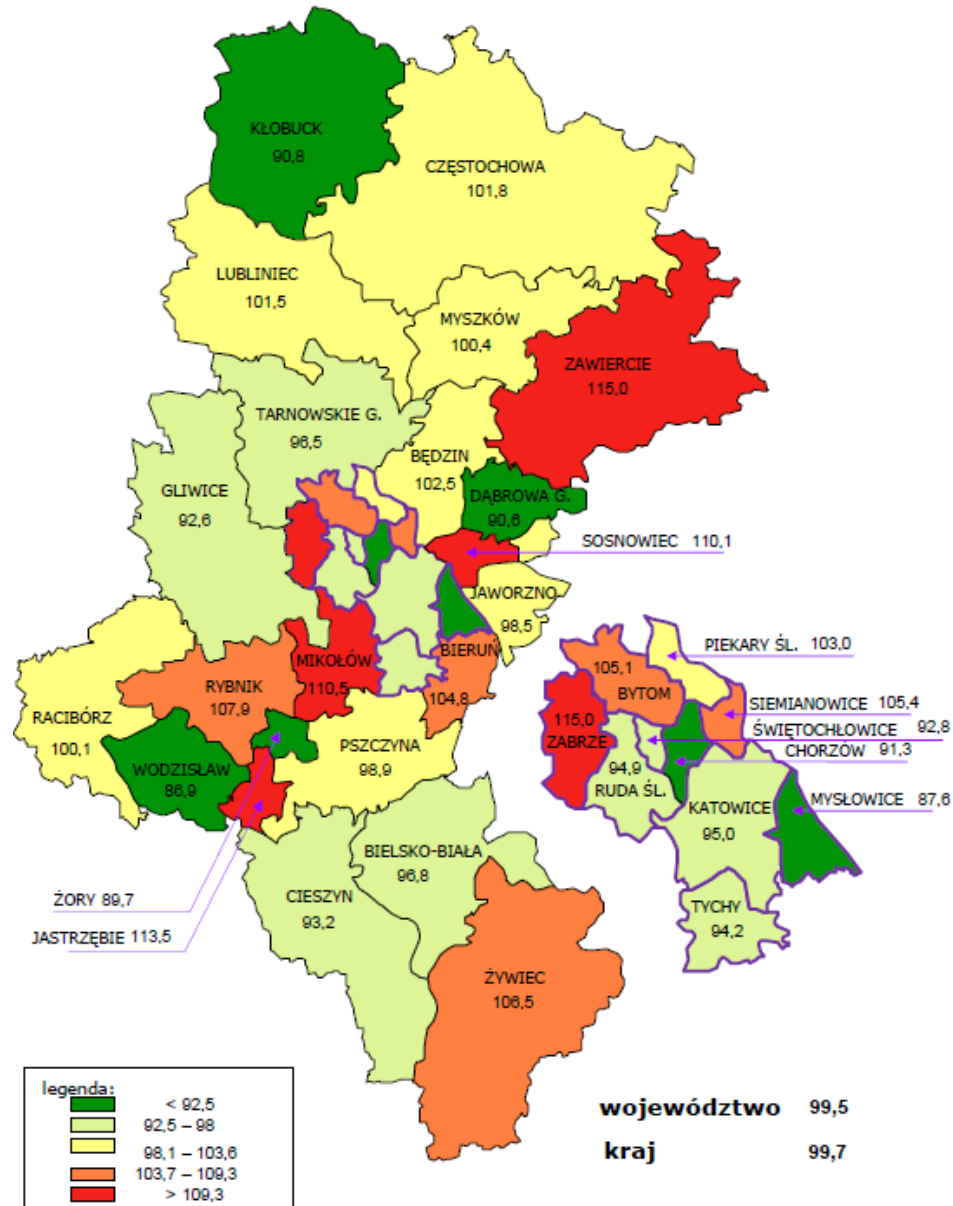 KŁOBUCK
90,8
CZĘSTOCHOWA
101,8
LUBLINIEC
101,5
MYSZKÓW
100,4
ZAWIERCIE
115,0
TARNOWSKIE G.
96,5
BĘDZIN
102,5
GLIWICE
92,6
DĄBROWA G.
90,6
SOSNOWIEC 110,1
JAWORZNO
98,5
MIKOŁÓW
110,5
BIERUŃ
104,8
RYBNIK
107,9
RACIBÓRZ
100,1
PSZCZYNA
98,9
WODZISŁAW
86,9
BIELSKO-BIAŁA
96,8
CIESZYN
93,2
ŻORY 89,7
JASTRZĘBIE 113,5
ŻYWIEC
106,5
PIEKARY ŚL. 103,0
105,1
BYTOM
SIEMIANOWICE 105,4
115,0
ZABRZE
ŚWIĘTOCHŁOWICE 92,8
CHORZÓW 91,3
94,9
RUDA ŚL.
KATOWICE
95,0
MYSŁOWICE 87,6
TYCHY
94,2
legenda:
< 92,5
92,5 – 98
98,1 – 103,6
103,7 – 109,3
> 109,3
województwo 99,5
kraj 99,7